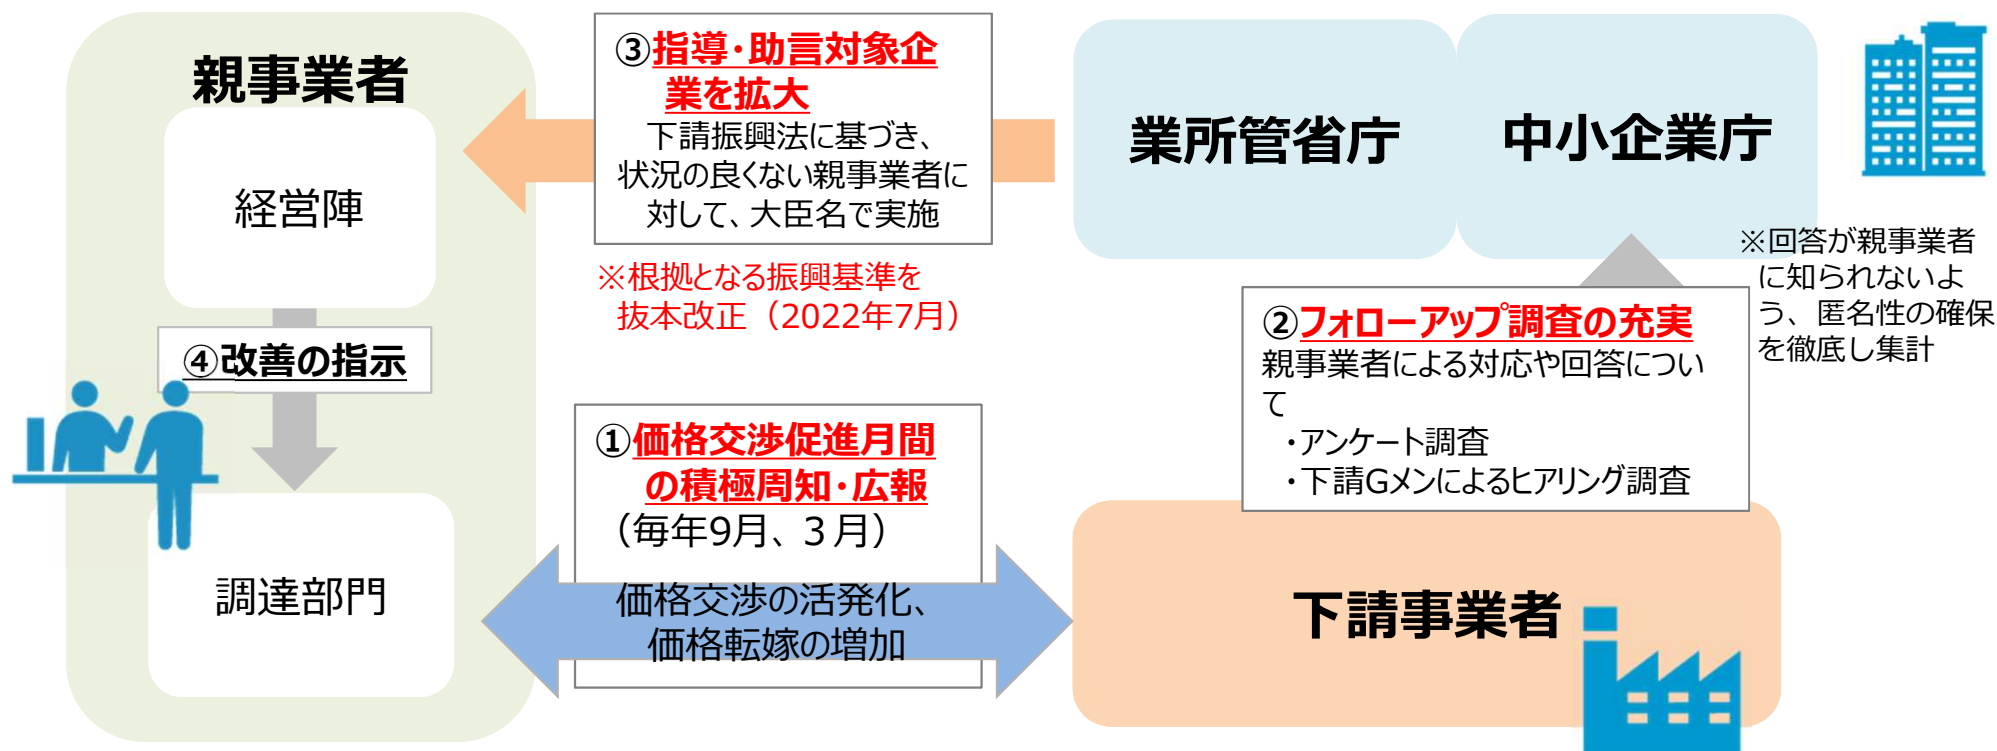 親事業者
経営陣
④改善の指示
調達部門
③指導・助言対象企
業を拡大
下請振興法に基づき、
状況の良くない親事業者に
対して、大臣名で実施
※根拠となる振興基準を
抜本改正（2022年7月）
①価格交渉促進月間
の積極周知・広報
（毎年9月、３月）
価格交渉の活発化、
価格転嫁の増加
業所管省庁
中小企業庁
※回答が親事業者
に知られないよ
う、匿名性の確保
を徹底し集計
②フォローアップ調査の充実
親事業者による対応や回答につい
て
・アンケート調査
・下請Gメンによるヒアリング調査
下請事業者